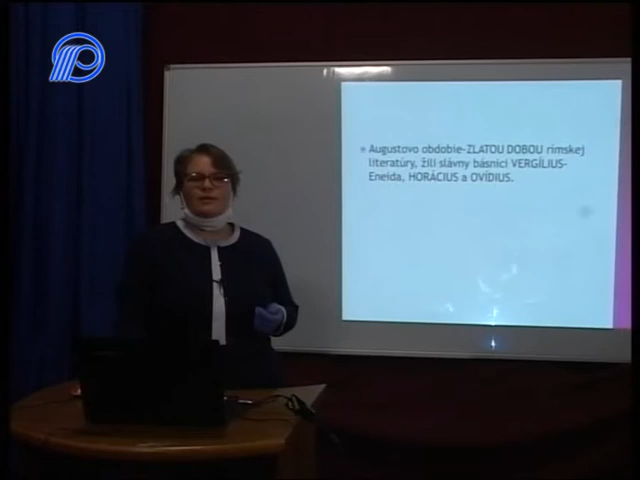 Augustovo obdobie-ZLATOU DOBOU rímskej
literatúry, žili slávny básnici VERGÍLIUS-
Eneida, HORÁCIUS a OVÍDIUS.